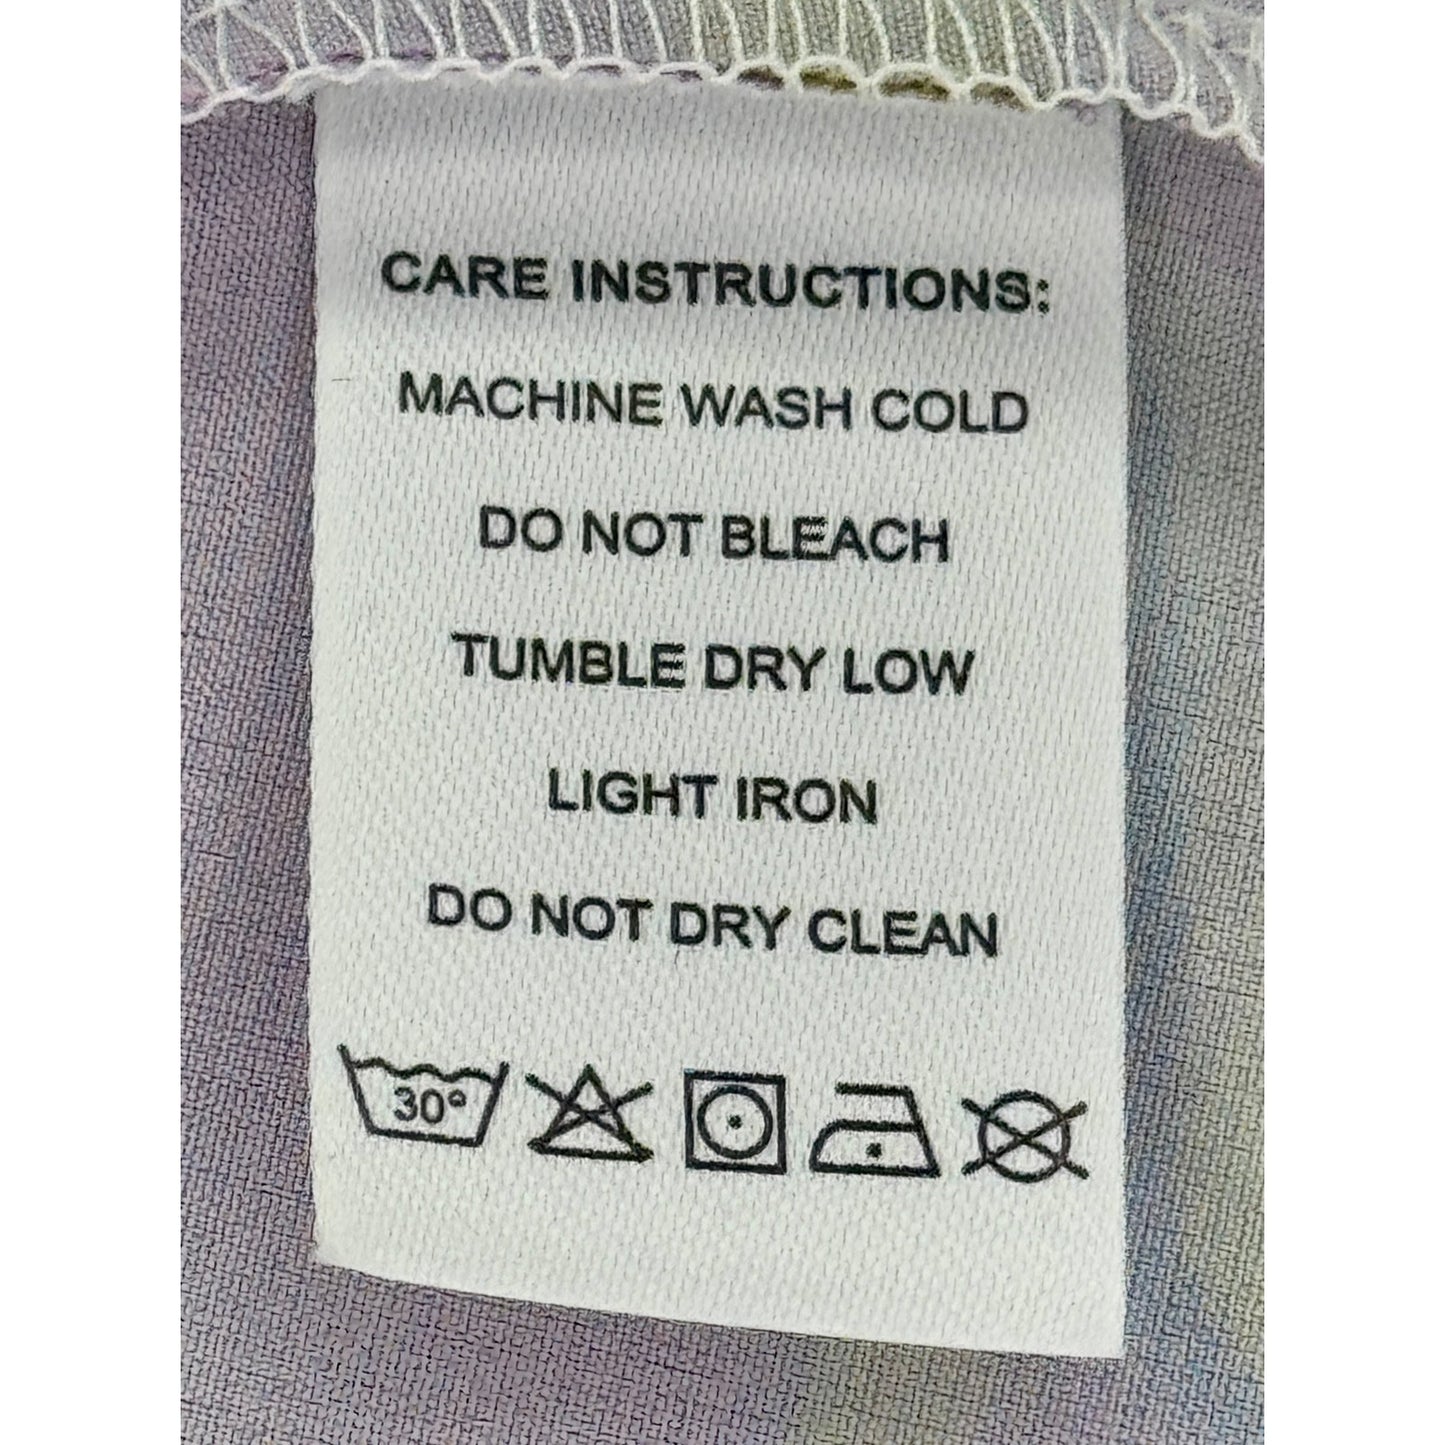 CARE INSTRUCTIONS:
MACHINE WASH COLD
DO NOT BLEACH
TUMBLE DRY LOW
LIGHT IRON
DO NOT DRY CLEAN
30°